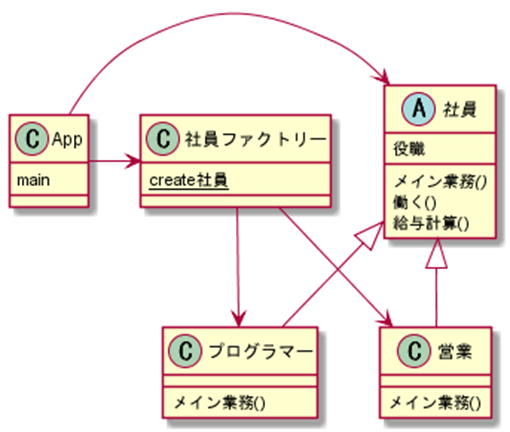 C App
main
C 社員ファクトリー
create社員
A 社員
役職
メイン業務()
働く()
給与計算()
C プログラマー
メイン業務()
C 営業
メイン業務()